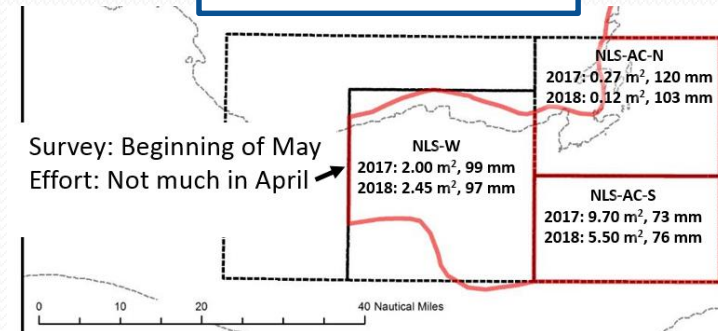 NLS-AC-N
2017: 0.27 m², 120 mm
2018: 0.12 m², 103 mm
Survey: Beginning of May
Effort: Not much in April
NLS-W
2017: 2.00 m², 99 mm
2018: 2.45 m², 97 mm
NLS-AC-S
2017: 9.70 m², 73 mm
2018: 5.50 m², 76 mm
0 10 20 40 Nautical Miles